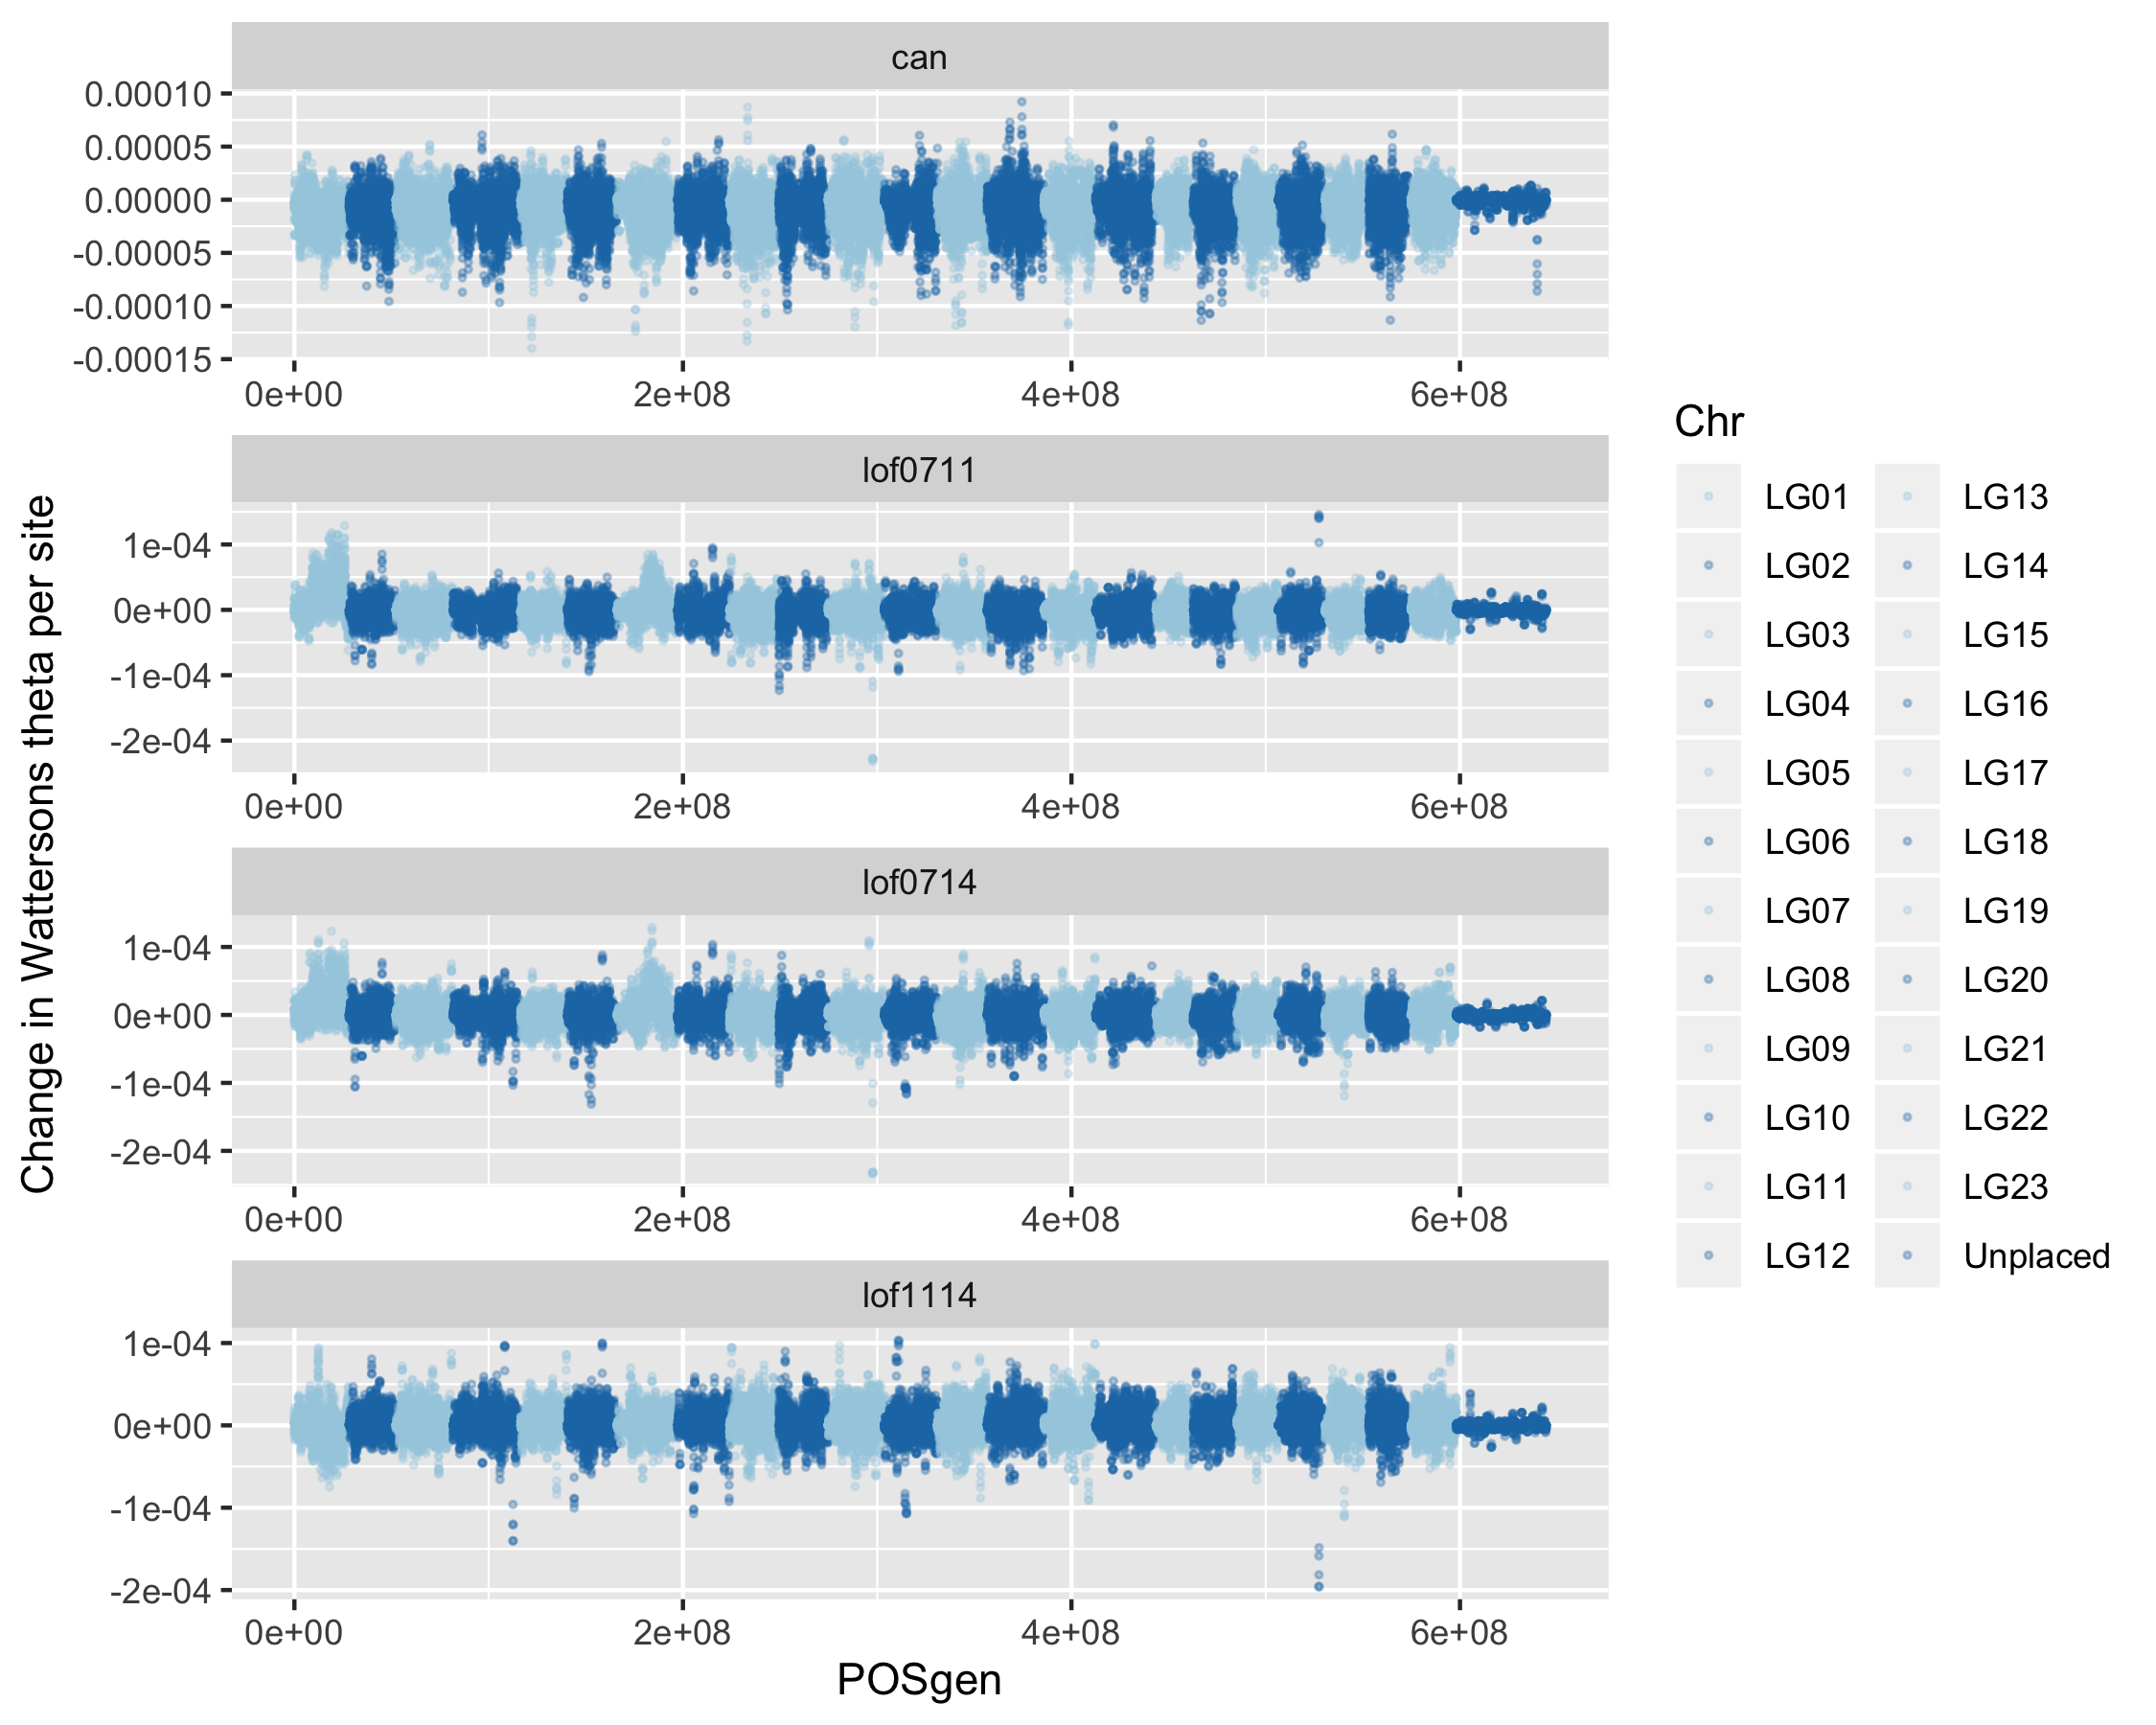 can
0.00010
0.00005
0.00000
-0.00005
-0.00010
-0.00015
0e+00 2e+08 4e+08 6e+08
lof0711
1e-04
0e+00
-1e-04
-2e-04
0e+00 2e+08 4e+08 6e+08
lof0714
1e-04
0e+00
-1e-04
-2e-04
0e+00 2e+08 4e+08 6e+08
lof1114
1e-04
0e+00
-1e-04
-2e-04
0e+00 2e+08 4e+08 6e+08
POSgen
Change in Wattersons theta per site
Chr
LG01 LG13
LG02 LG14
LG03 LG15
LG04 LG16
LG05 LG17
LG06 LG18
LG07 LG19
LG08 LG20
LG09 LG21
LG10 LG22
LG11 LG23
LG12 Unplaced